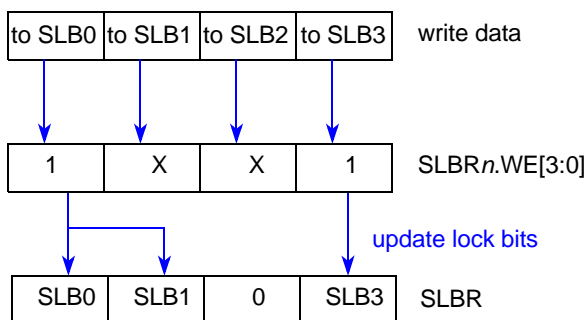 to SLB0 to SLB1 to SLB2 to SLB3 write data
1 X X 1 SLBRn.WE[3:0]
update lock bits
SLB0 SLB1 0 SLB3 SLBR